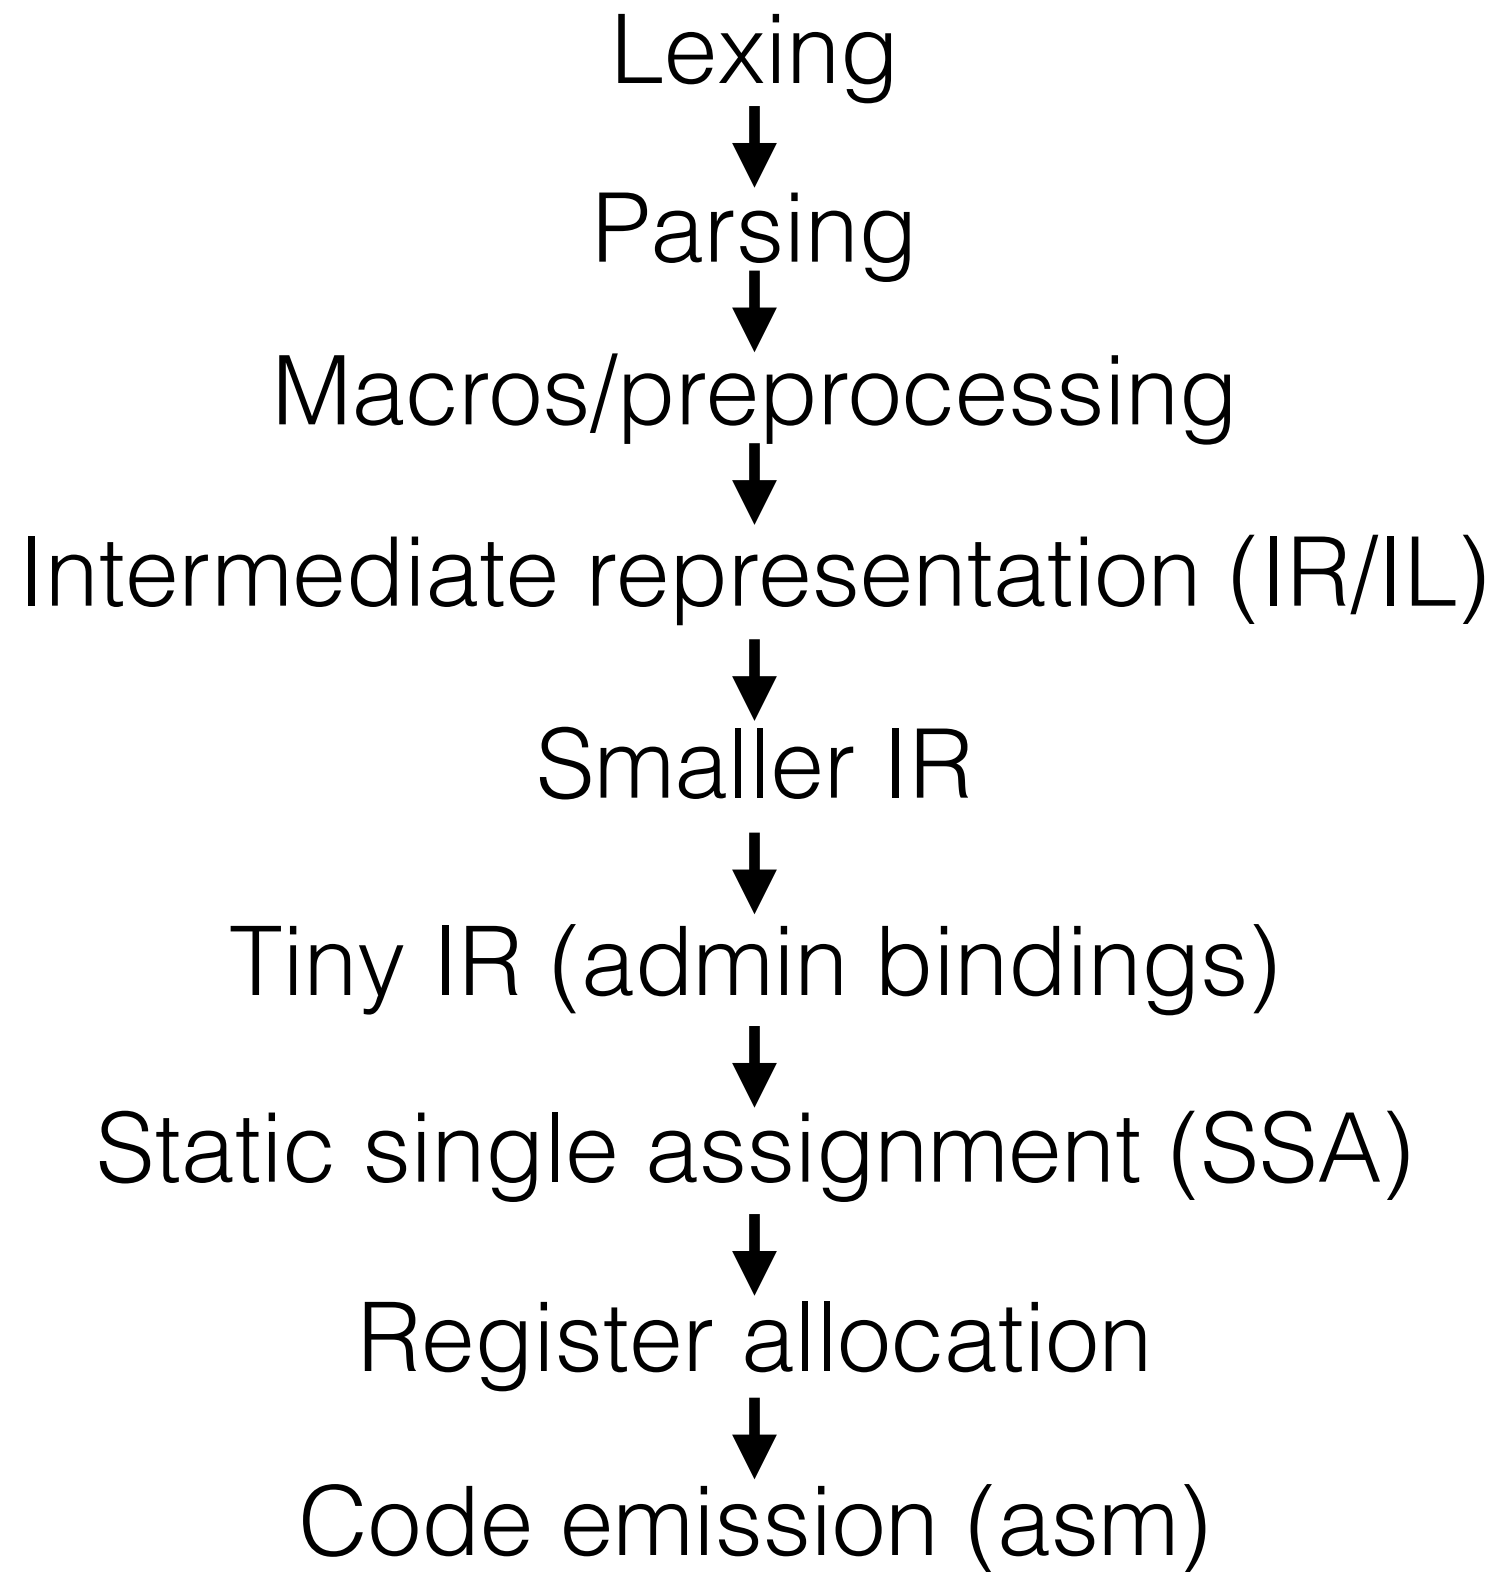 Lexing
Parsing
Macros/preprocessing
Intermediate representation (IR/IL)
Smaller IR
Tiny IR (admin bindings)
Static single assignment (SSA)
Register allocation
Code emission (asm)